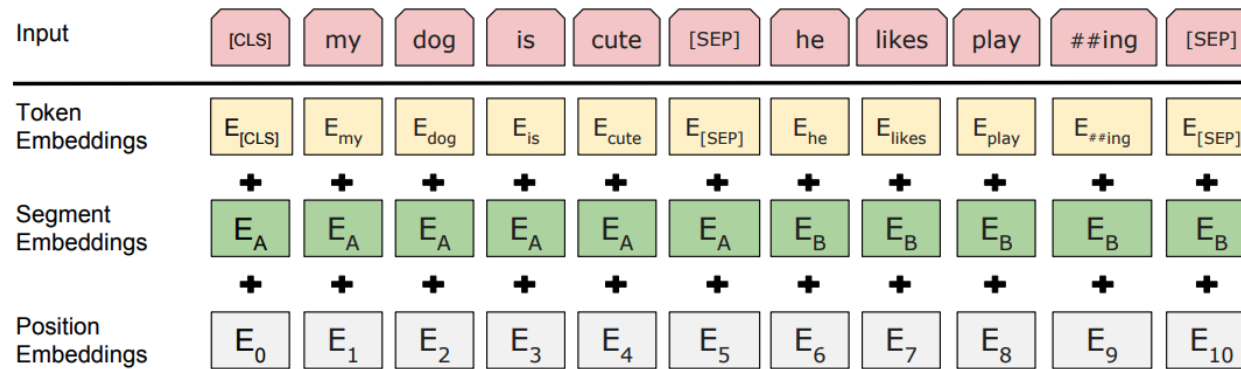 Input [CLS] my dog is cute [SEP] he likes play ##ing [SEP]
Token Embeddings E[CLS] Emy Edog Eis Ecute E[SEP] Ehe Elikes Eplay E##ing E[SEP]
+ + + + + + + + + + +
Segment Embeddings EA EA EA EA EA EA EB EB EB EB EB
+ + + + + + + + + + +
Position Embeddings E0 E1 E2 E3 E4 E5 E6 E7 E8 E9 E10